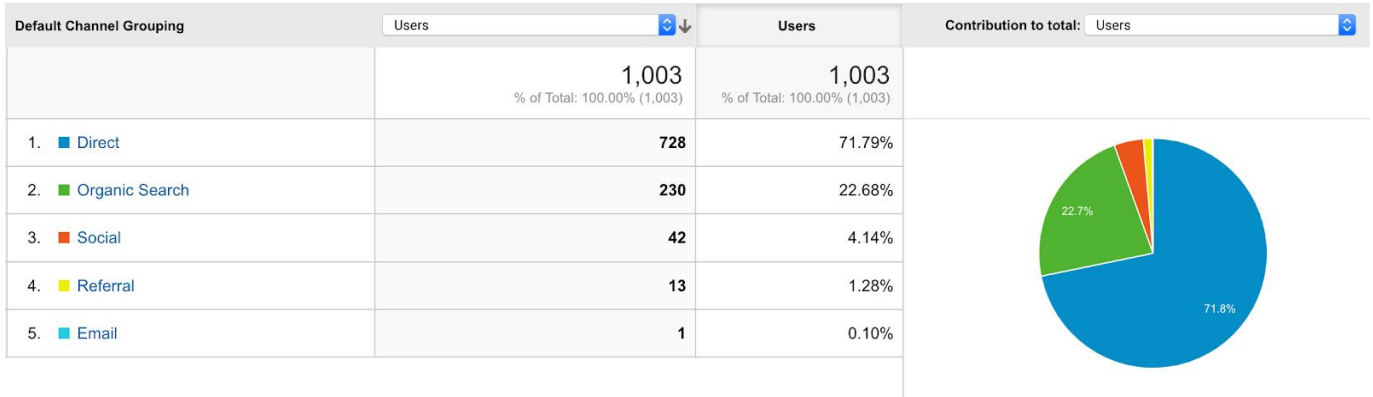 Default Channel Grouping Users Users Contribution to total: Users
1,003 1,003
% of Total: 100.00% (1,003) % of Total: 100.00% (1,003)
1. Direct 728 71.79%
2. Organic Search 230 22.68%
3. Social 42 4.14%
4. Referral 13 1.28%
5. Email 1 0.10%
22.7%
71.8%